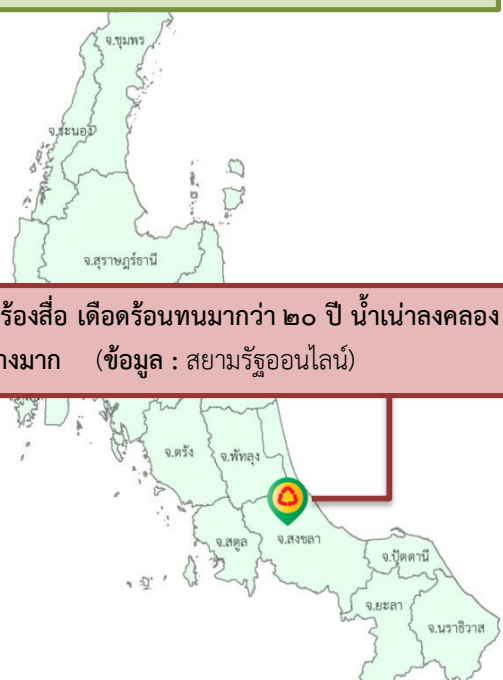 จ.ชุมพร
จ.ระนอง
จ.สุราษฎร์ธานี
ร้องสื่อ เดือดร้อนทนมากว่า ๒๐ ปี น้ำเน่าลงคลอง
างมาก (ข้อมูล : สยามรัฐออนไลน์)
จ.ตรัง
จ.พัทลุง
จ.สตูล
จ.สงขลา
จ.ปัตตานี
จ.ยะลา
จ.นราธิวาส